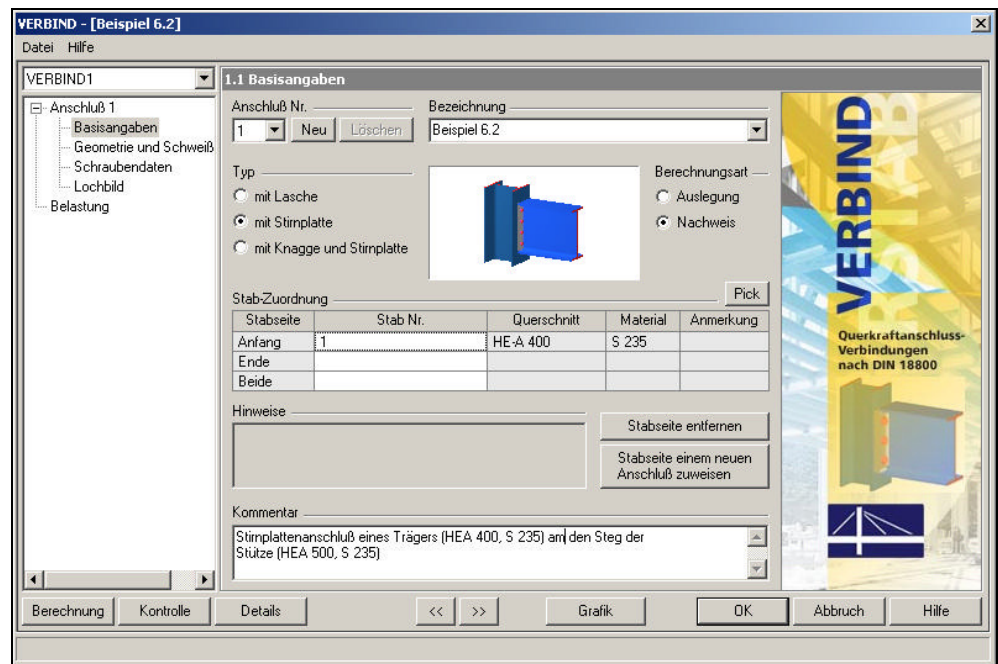 VERBIND - [Beispiel 6.2]
Datei Hilfe
VERBIND1
Anschluß 1
Basisangaben
Geometrie und Schweiß
Schraubendaten
Lochbild
Belastung
1.1 Basisangaben
Anschluß Nr.
1
Neu
Löschen
Bezeichnung
Beispiel 6.2
Typ
mit Lasche
mit Stirnplatte
mit Knagge und Stirnplatte
Berechnungsart
Auslegung
Nachweis
Stab-Zuordnung
Pick
Stabseite Stab Nr. Querschnitt Material Anmerkung
Anfang 1 HE-A 400 S 235
Ende
Beide
Hinweise
Stabseite entfernen
Stabseite einem neuen
Anschluß zuweisen
Kommentar
Stirnplattenanschluß eines Trägers (HEA 400, S 235) am den Steg der
Stütze (HEA 500, S 235)
VERBIND
RSTAB
Querkraftanschluss-
Verbindungen
nach DIN 18800
Berechnung Kontrolle Details << >> Grafik OK Abbruch Hilfe